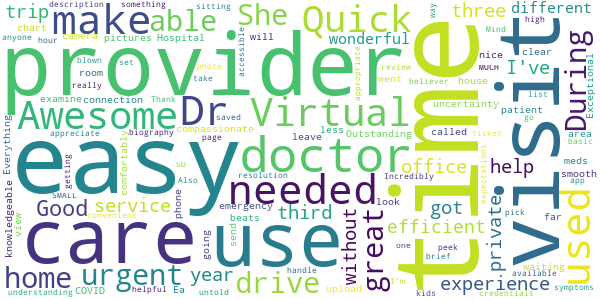 trip
chart
make
description
anyone
hour
camera
something
able
pictures
Hospital
She
will
Quick
sitting
wonderful
three
different
way
Mind
high
clear
I've
During
provider
blown
room
set
really
examine
connection
take
photo
accessible
appropriate
review
went
nice
MUCH
believer
house
uncertainty
list
patient
go
Exceptional
Awesome
Dr
Virtual
time
visit
Thank
saved
biography
compassionate
less
Outstanding
called
ticket
area
basic
knowledgeable
Everything
appreciate
SMALL
getting
comfortably
easy
page
leave
doctor
office
help
meds
smooth
app
expectations
SU
Also
resolution
Incredibly
needed
look
pick
far
Good
service
phone
emergency
third
without
great
efficient
got
private
used
view
convenient
care
going
send
beats
use
one
peek
brief
available
waiting
home
urgent
year
drive
handle
upload
I'm
kids
experience
credentials
symptoms
understanding
COVID
helpful
Ea
untold